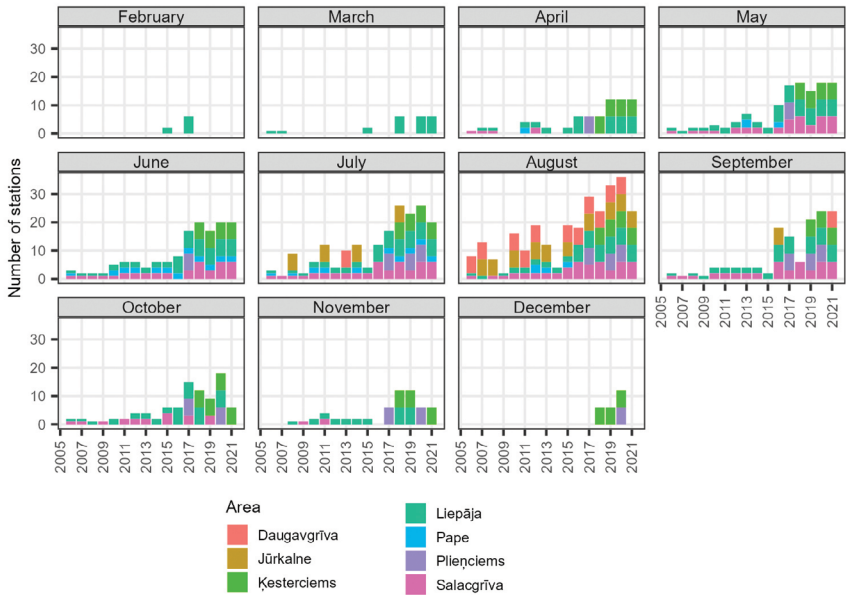 February March April May
30
20
10
0
June July August September
30
20
10
0
2005 2007 2009 2011 2013 2015 2017 2019 2021
October November December
30
20
10
0
2005 2007 2009 2011 2013 2015 2017 2019 2021 2005 2007 2009 2011 2013 2015 2017 2019 2021 2005 2007 2009 2011 2013 2015 2017 2019 2021
Number of stations
Area
Daugavgrīva
Jūrkalne
Ķesterciems
Liepāja
Pape
Plieņciems
Salacgrīva